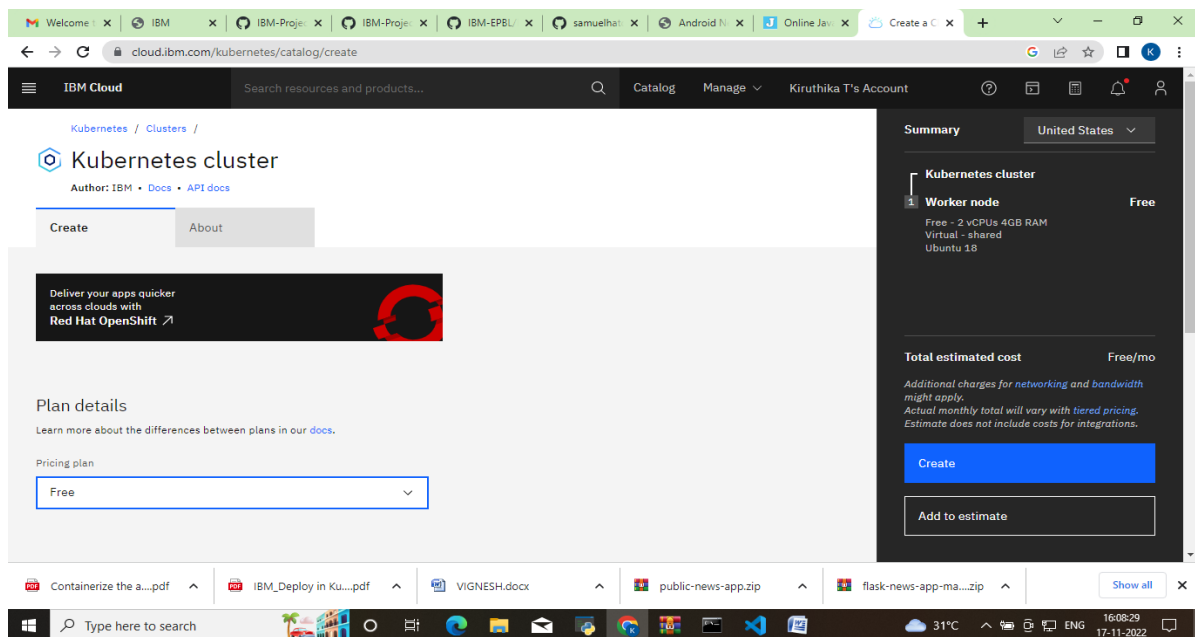 Welcome t
IBM
IBM-Projec
IBM-Projec
IBM-EPBL/
samuelhat
Android N
Online Jav
Create a C
cloud.ibm.com/kubernetes/catalog/create
G
K
IBM Cloud
Search resources and products...
Catalog
Manage
Kiruthika T's Account
Kubernetes / Clusters /
Kubernetes cluster
Author: IBM • Docs • API docs
Create
About
Deliver your apps quicker
across clouds with
Red Hat OpenShift
Plan details
Learn more about the differences between plans in our docs.
Pricing plan
Free
Summary
United States
Kubernetes cluster
1 Worker node Free
Free - 2 vCPUs 4GB RAM
Virtual - shared
Ubuntu 18
Total estimated cost Free/mo
Additional charges for networking and bandwidth
might apply.
Actual monthly total will vary with tiered pricing.
Estimate does not include costs for integrations.
Create
Add to estimate
Containerize the a....pdf
IBM_Deploy in Ku....pdf
VIGNESH.docx
public-news-app.zip
flask-news-app-ma....zip
Show all
Type here to search
31°C
ENG
16:08:29
17-11-2022